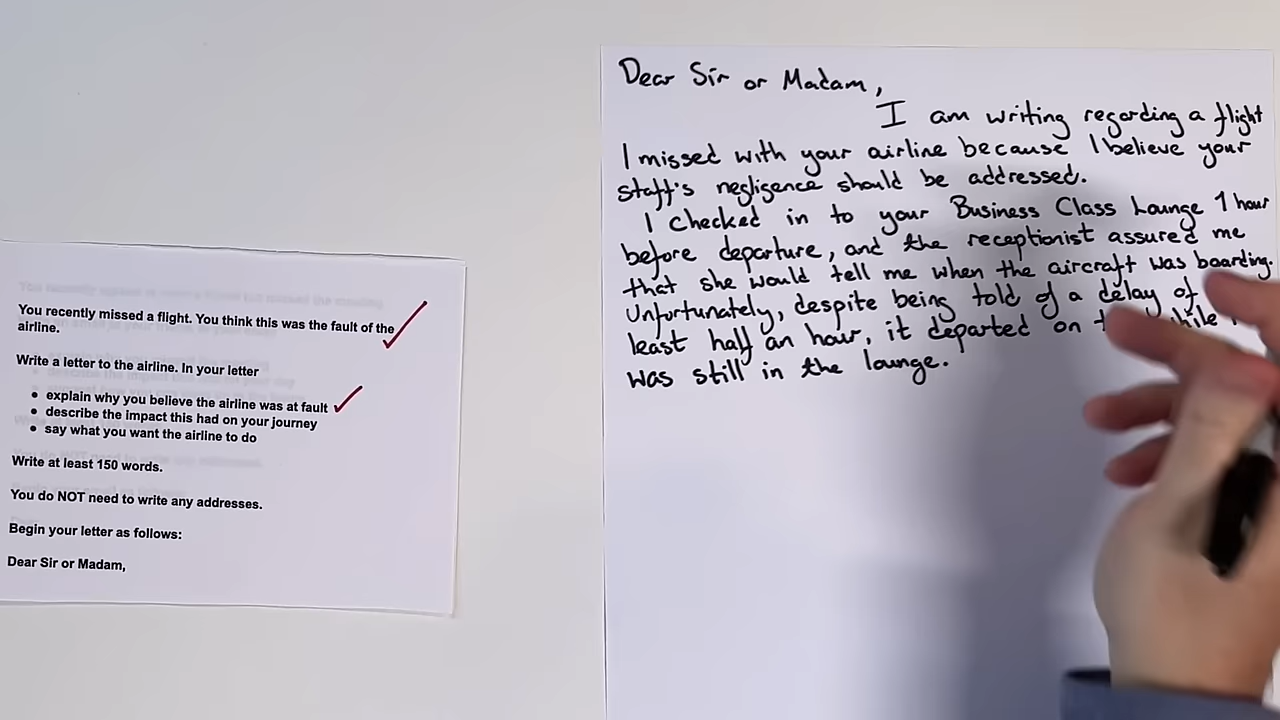 You recently missed a flight. You think this was the fault of the
airline.
Write a letter to the airline. In your letter
• explain why you believe the airline was at fault
• describe the impact this had on your journey
• say what you want the airline to do
Write at least 150 words.
You do NOT need to write any addresses.
Begin your letter as follows:
Dear Sir or Madam,
Dear Sir or Madam,
I am writing regarding a flight
I missed with your airline because I believe your
staff's negligence should be addressed.
I checked in to your Business Class Lounge 1 hour
before departure, and the receptionist assured me
that she would tell me when the aircraft was boarding.
Unfortunately, despite being told of a delay of
least half an hour, it departed on
was still in the lounge.